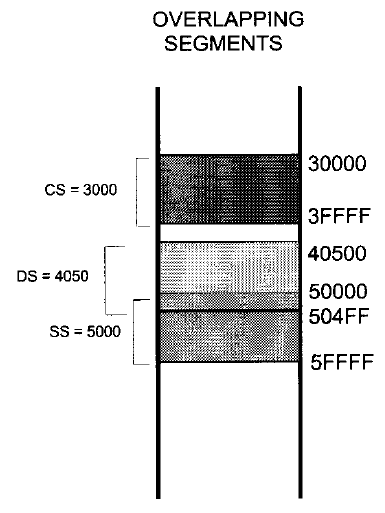 OVERLAPPING
SEGMENTS
30000
CS = 3000
3FFFF
40500
DS = 4050
50000
504FF
SS = 5000
5FFFF